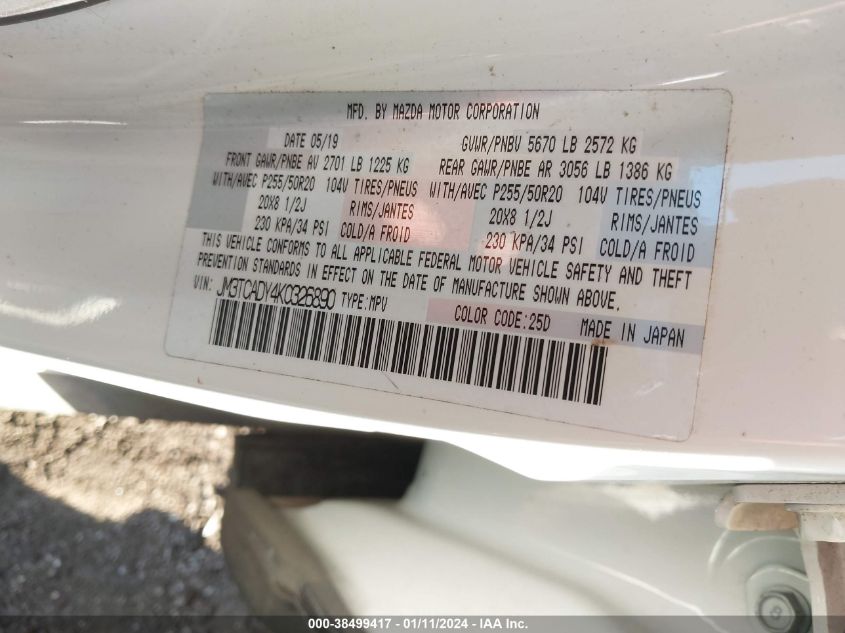 MFD. BY MAZDA MOTOR CORPORATION
DATE 05/19 GVWR/PNBV 5670 LB 2572 KG
FRONT GAWR/PNBE AV 2701 LB 1225 KG REAR GAWR/PNBE AR 3056 LB 1386 KG
WITH/AVEC P255/50R20 104V TIRES/PNEUS WITH/AVEC P255/50R20 104V TIRES/PNEUS
20X8 1/2J RIMS/JANTES 20X8 1/2J RIMS/JANTES
230 KPA/34 PSI COLD/A FROID 230 KPA/34 PSI COLD/A FROID
THIS VEHICLE CONFORMS TO ALL APPLICABLE FEDERAL MOTOR VEHICLE SAFETY AND THEFT
PREVENTION STANDARDS IN EFFECT ON THE DATE OF MANUFACTURE SHOWN ABOVE.
VIN: JM3TCADY4K0326890 TYPE:MPV
COLOR CODE:25D MADE IN JAPAN
000-38499417 - 01/11/2024 - IAA Inc.